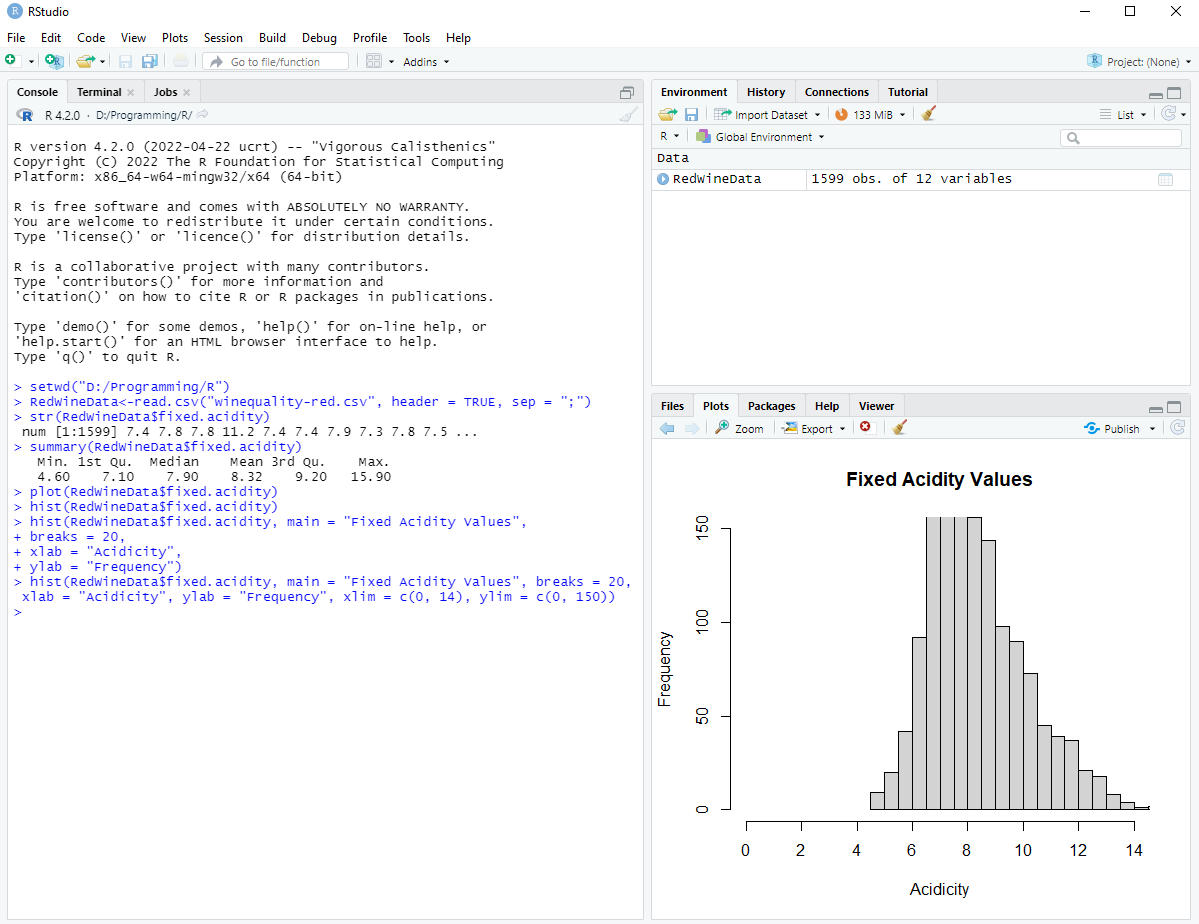 RStudio
File Edit Code View Plots Session Build Debug Profile Tools Help
Go to file/function Addins Project: (None)
Console Terminal Jobs
R 4.2.0 · D:/Programming/R/
R version 4.2.0 (2022-04-22 ucrt) -- "Vigorous Calisthenics"
Copyright (C) 2022 The R Foundation for Statistical Computing
Platform: x86_64-w64-mingw32/x64 (64-bit)
R is free software and comes with ABSOLUTELY NO WARRANTY.
You are welcome to redistribute it under certain conditions.
Type 'license()' or 'licence()' for distribution details.
R is a collaborative project with many contributors.
Type 'contributors()' for more information and
'citation()' on how to cite R or R packages in publications.
Type 'demo()' for some demos, 'help()' for on-line help, or
'help.start()' for an HTML browser interface to help.
Type 'q()' to quit R.
> setwd("D:/Programming/R")
> RedWineData<-read.csv("winequality-red.csv", header = TRUE, sep = ";")
> str(RedWineData$fixed.acidity)
num [1:1599] 7.4 7.8 7.8 11.2 7.4 7.4 7.9 7.3 7.8 7.5 ...
> summary(RedWineData$fixed.acidity)
Min. 1st Qu. Median Mean 3rd Qu. Max.
4.60 7.10 7.90 8.32 9.20 15.90
> plot(RedWineData$fixed.acidity)
> hist(RedWineData$fixed.acidity)
> hist(RedWineData$fixed.acidity, main = "Fixed Acidity Values",
+ breaks = 20,
+ xlab = "Acidicity",
+ ylab = "Frequency")
> hist(RedWineData$fixed.acidity, main = "Fixed Acidity Values", breaks = 20,
xlab = "Acidicity", ylab = "Frequency", xlim = c(0, 14), ylim = c(0, 150))
>
Environment History Connections Tutorial
Import Dataset 133 MiB List
R Global Environment
Data
RedWineData 1599 obs. of 12 variables
Files Plots Packages Help Viewer
Zoom Export Publish
Fixed Acidity Values
Frequency
150
100
50
0
0 2 4 6 8 10 12 14
Acidicity